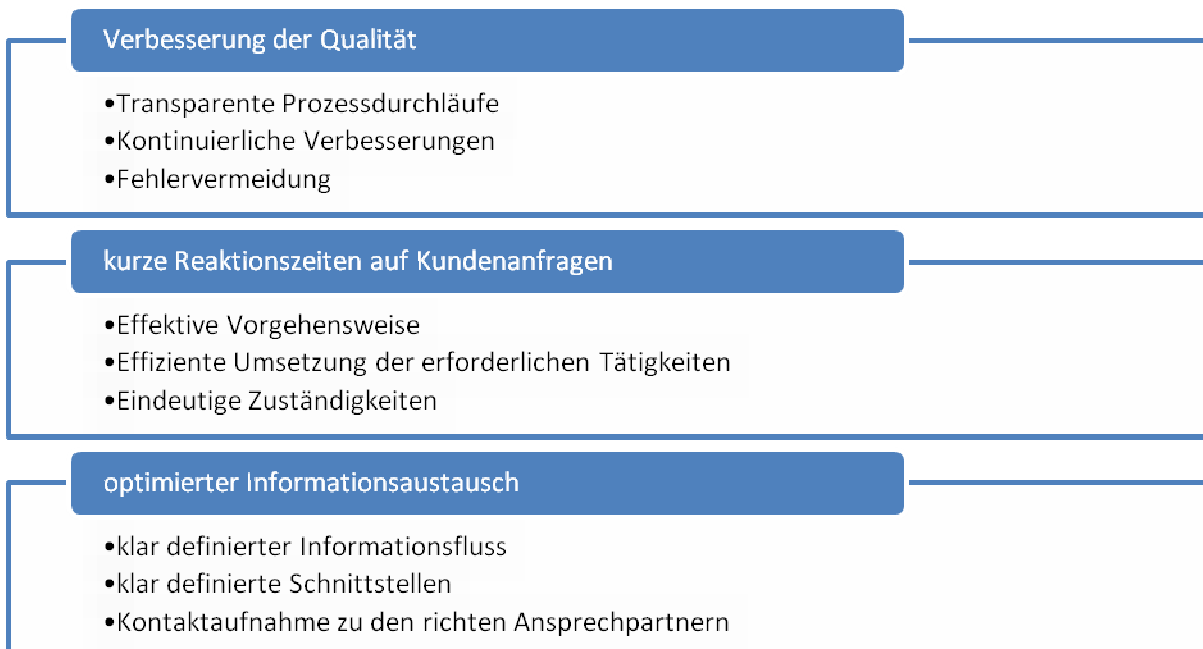 Verbesserung der Qualität
•Transparente Prozessdurchläufe
•Kontinuierliche Verbesserungen
•Fehlervermeidung
kurze Reaktionszeiten auf Kundenanfragen
•Effektive Vorgehensweise
•Effiziente Umsetzung der erforderlichen Tätigkeiten
•Eindeutige Zuständigkeiten
optimierter Informationsaustausch
•klar definierter Informationsfluss
•klar definierte Schnittstellen
•Kontaktaufnahme zu den richten Ansprechpartnern